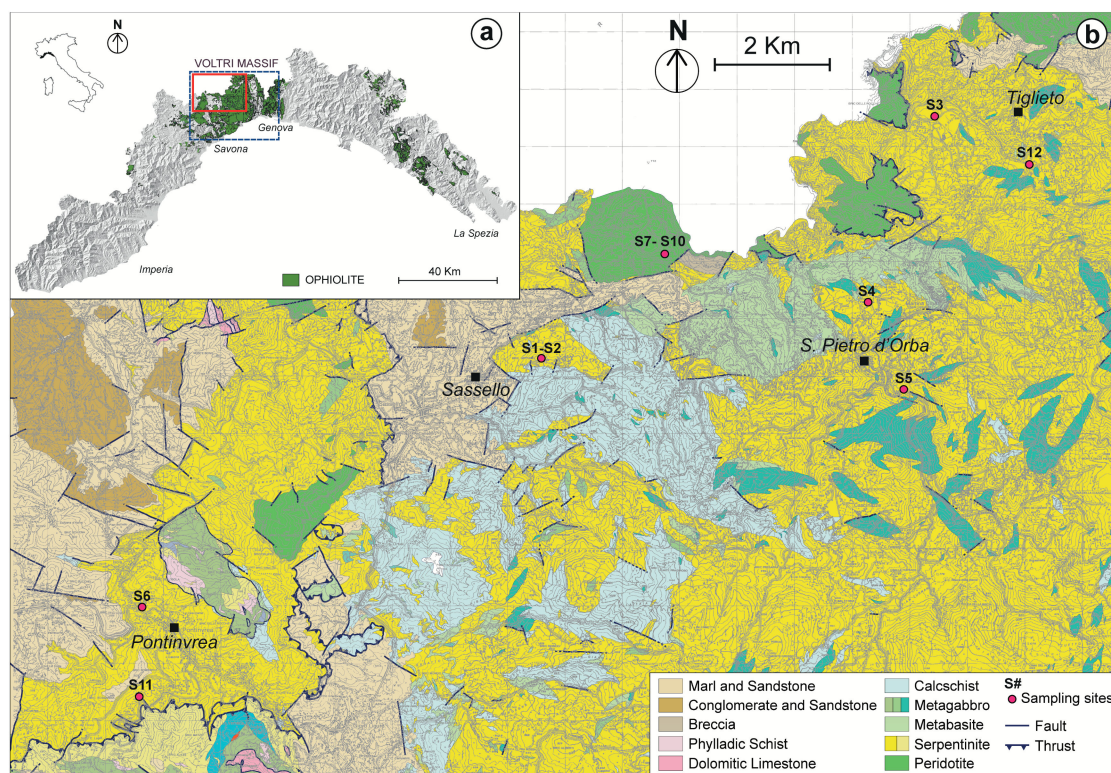 N
a
VOLTRI MASSIF
Genova
Savona
La Spezia
Imperia
OPHIOLITE
40 Km
b
N
2 Km
S3
Tiglieto
S12
S7- S10
S4
S1-S2
S. Pietro d'Orba
Sassello
S5
S6
Pontinvrea
S11
Marl and Sandstone
Conglomerate and Sandstone
Breccia
Phylladic Schist
Dolomitic Limestone
Calcschist
Metagabbro
Metabasite
Serpentinite
Peridotite
S#
Sampling sites
Fault
Thrust